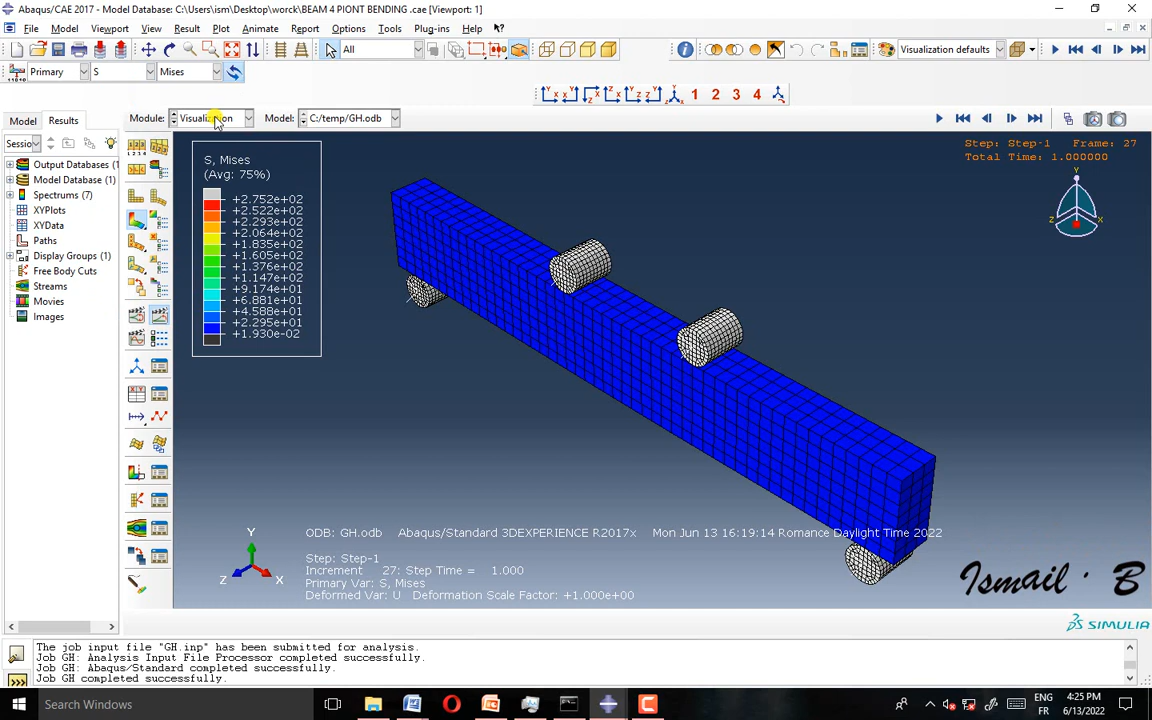 Abaqus/CAE 2017 - Model Database: C:\Users\ism\Desktop\worck\BEAM 4 PIONT BENDING .cae [Viewport: 1]
File Model Viewport View Result Plot Animate Report Options Tools Plug-ins Help
All Visualization defaults
Primary S Mises
1 2 3 4
Model Results Module: Visualization Model: C:/temp/GH.odb
Sessio
Output Databases (1
Model Database (1)
Spectrums (7)
XYPlots
XYData
Paths
Display Groups (1)
Free Body Cuts
Streams
Movies
Images
S, Mises
(Avg: 75%)
+2.752e+02
+2.522e+02
+2.293e+02
+2.064e+02
+1.835e+02
+1.605e+02
+1.376e+02
+1.147e+02
+9.174e+01
+6.881e+01
+4.588e+01
+2.295e+01
+1.930e-02
Step: Step-1 Frame: 27
Total Time: 1.000000
Y
Z X
Y
Z X
ODB: GH.odb Abaqus/Standard 3DEXPERIENCE R2017x Mon Jun 13 16:19:14 Romance Daylight Time 2022
Step: Step-1
Increment 27: Step Time = 1.000
Primary Var: S, Mises
Deformed Var: U Deformation Scale Factor: +1.000e+00
Ismail · B
SIMULIA
The job input file "GH.inp" has been submitted for analysis.
Job GH: Analysis Input File Processor completed successfully.
Job GH: Abaqus/Standard completed successfully.
Job GH completed successfully.
Search Windows
ENG
FR
4:25 PM
6/13/2022